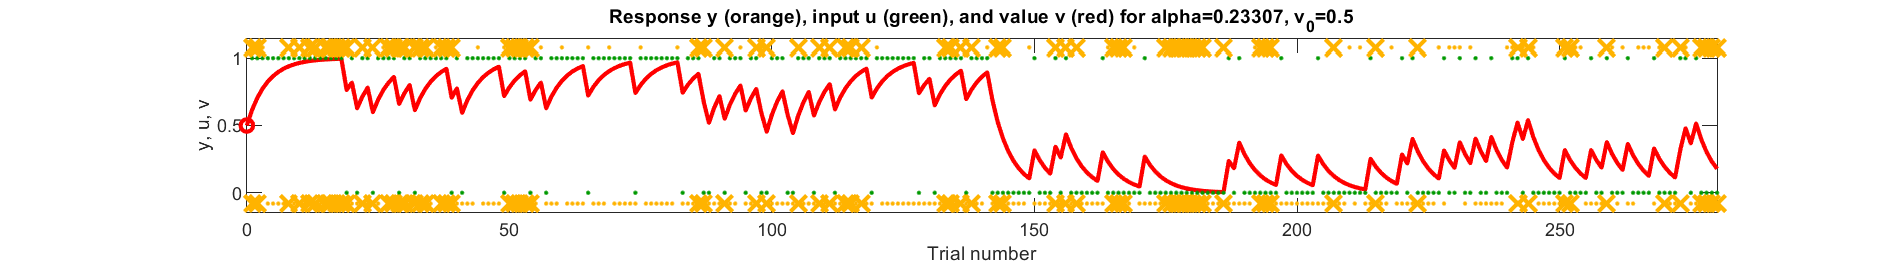 Response y (orange), input u (green), and value v (red) for alpha=0.23307, v0=0.5
y, u, v
1
0.5
0
0 50 100 150 200 250
Trial number